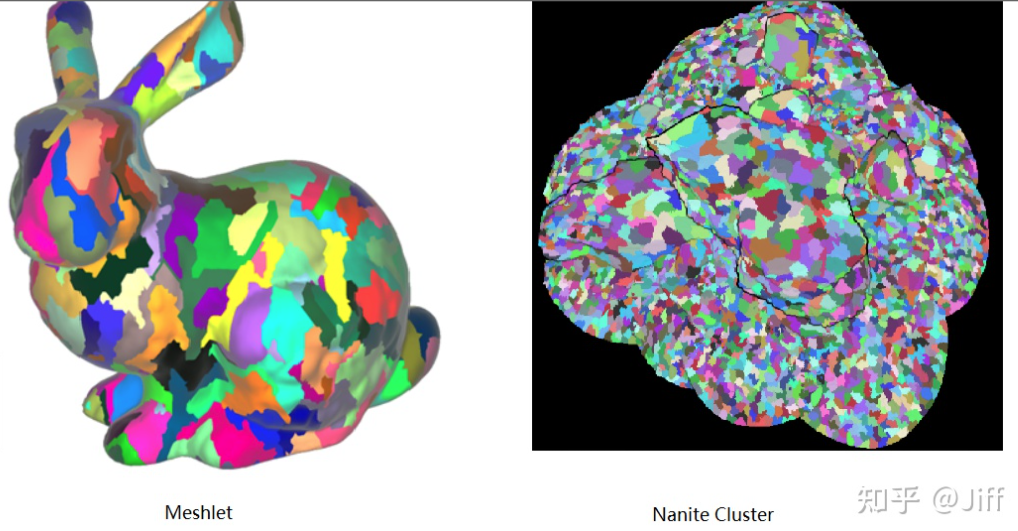 Meshlet
Nanite Cluster
知乎 @Jiff